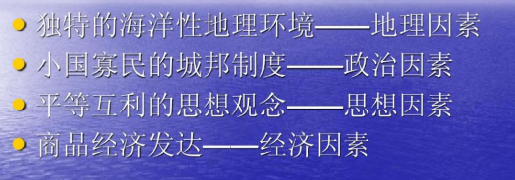 独特的海洋性地理环境——地理因素
小国寡民的城邦制度——政治因素
平等互利的思想观念——思想因素
商品经济发达——经济因素